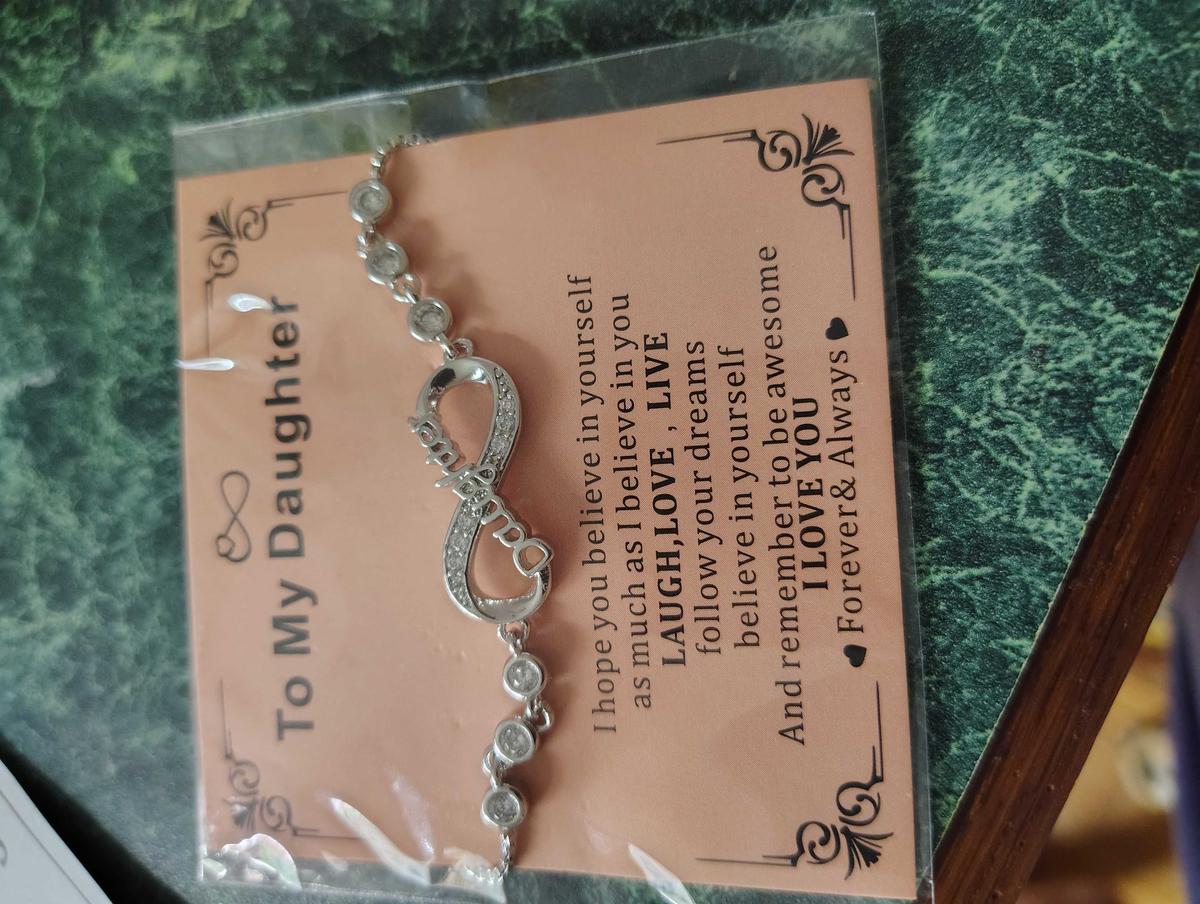 To My Daughter
Daughter
I hope you believe in yourself
as much as I believe in you
LAUGH,LOVE , LIVE
follow your dreams
believe in yourself
And remember to be awesome
I LOVE YOU
Forever& Always